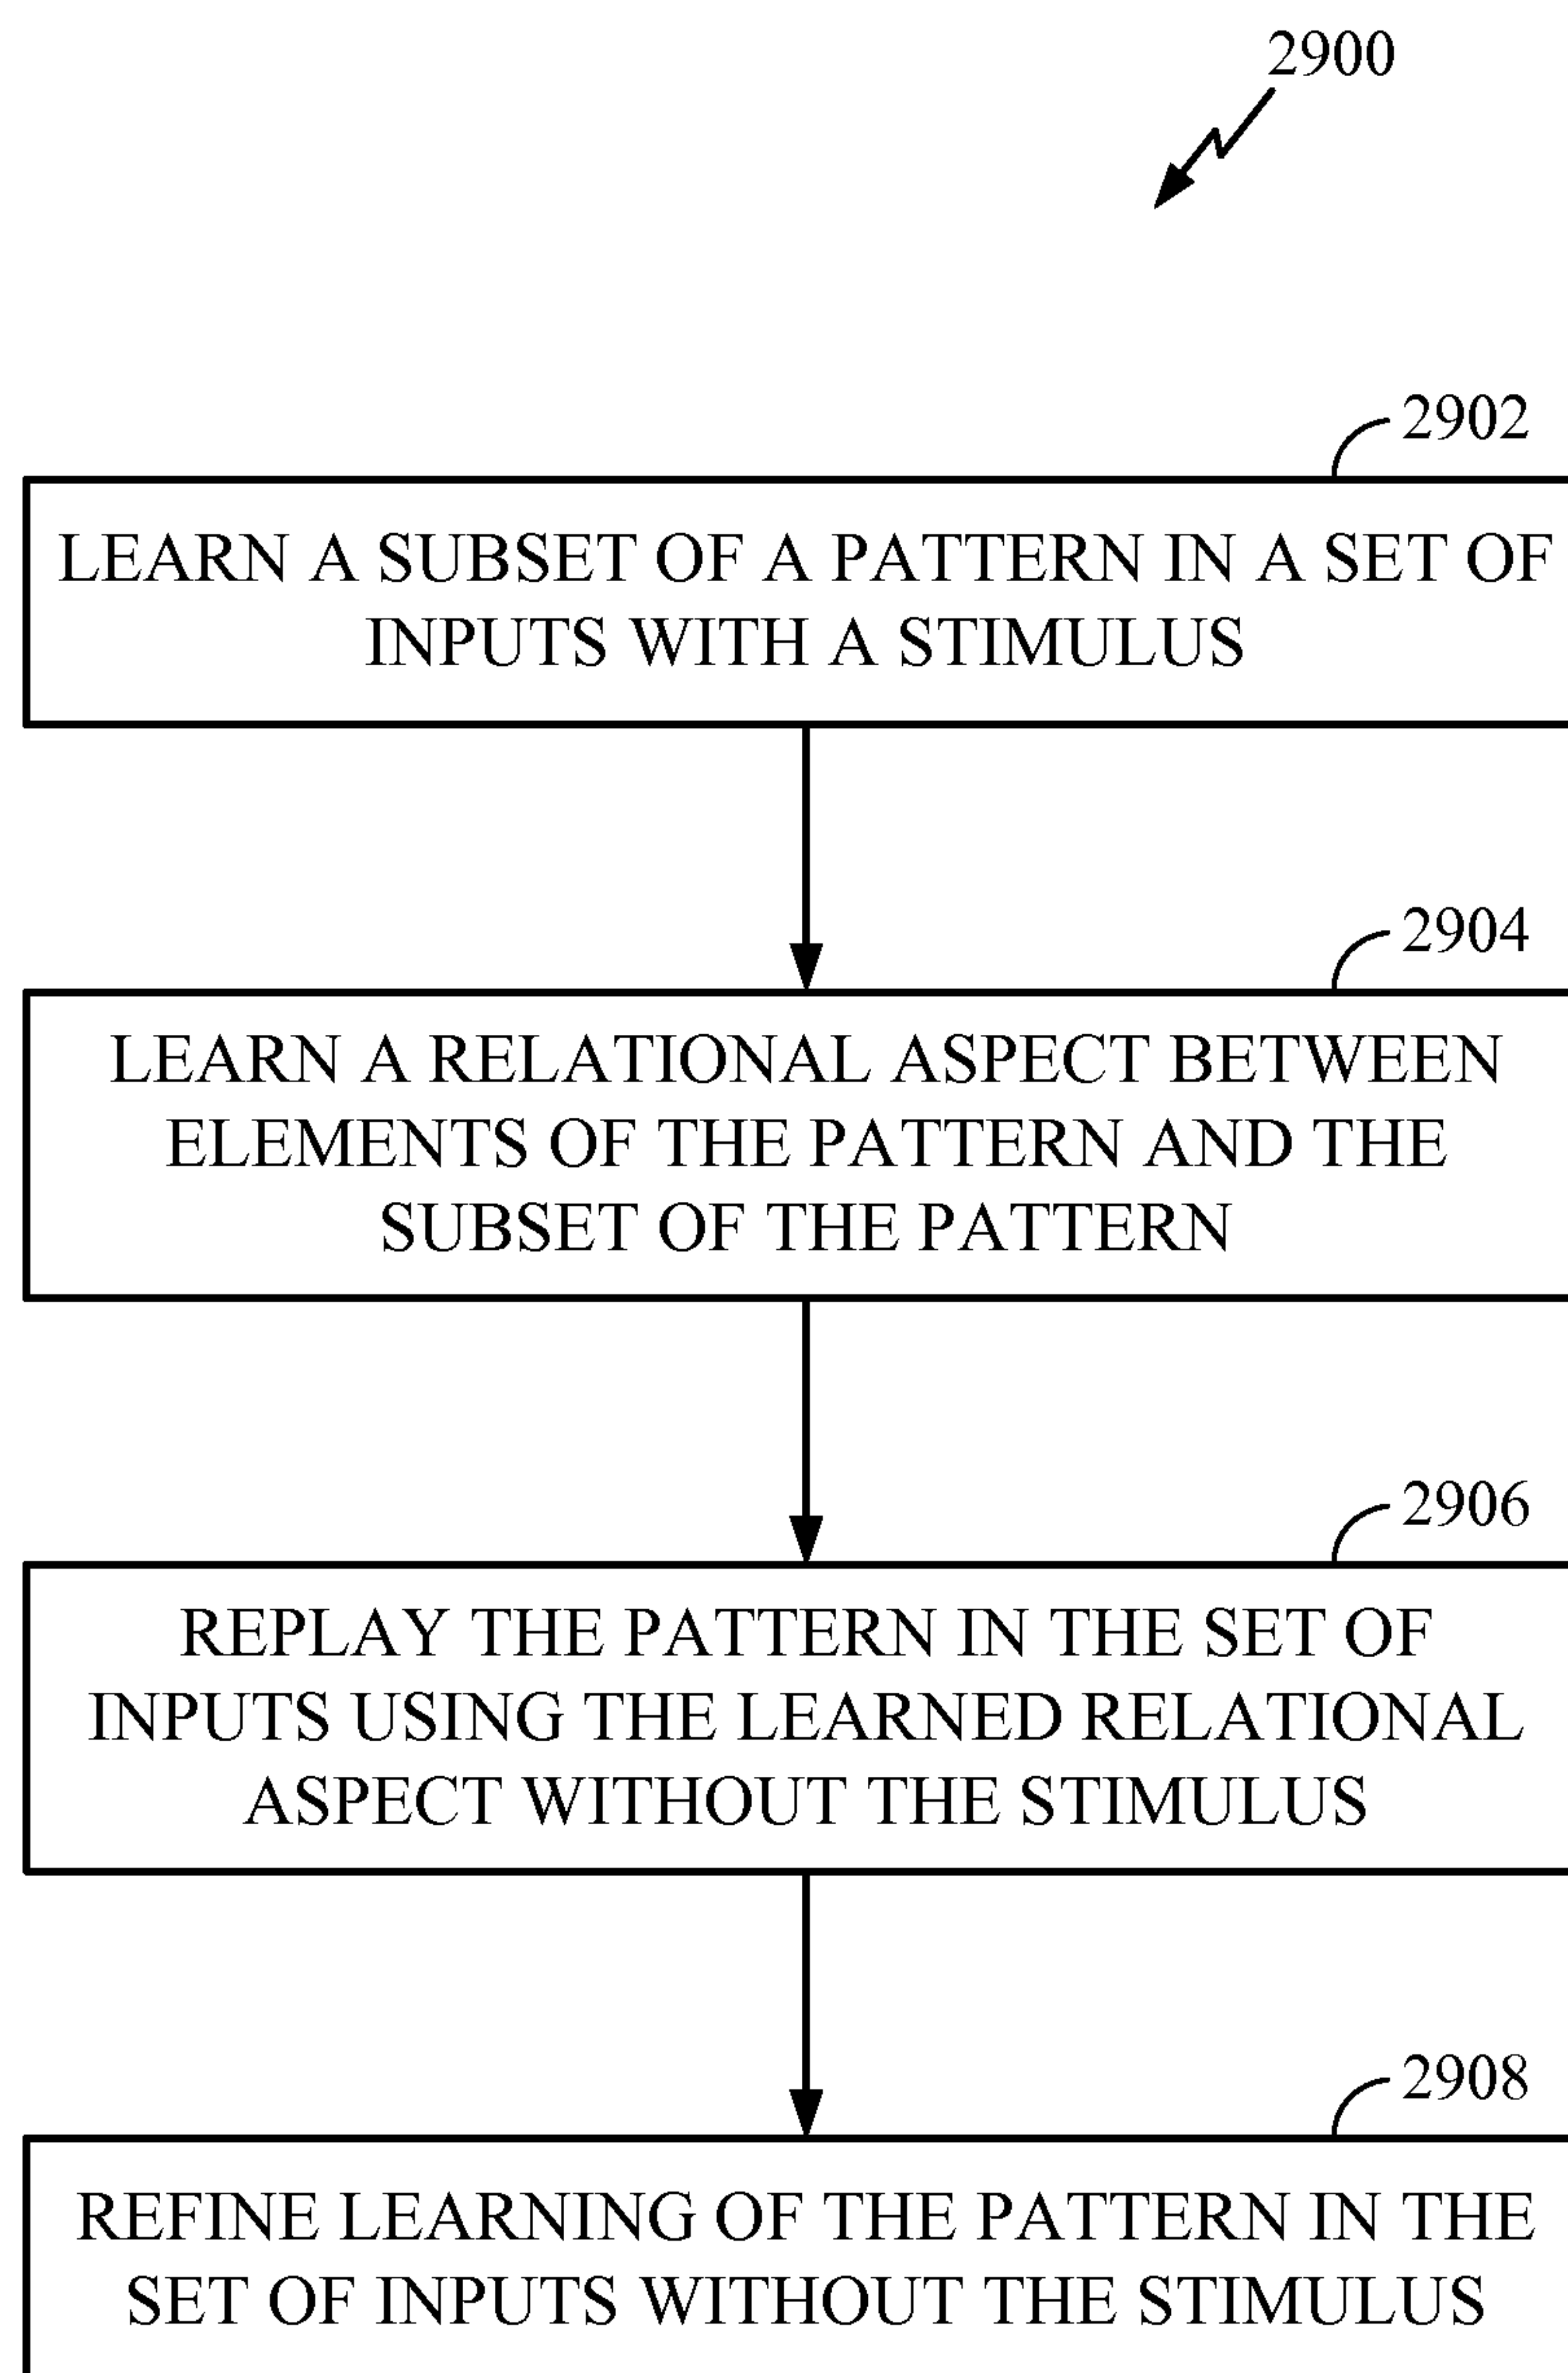 2900
2902
LEARN A SUBSET OF A PATTERN IN A SET OF
INPUTS WITH A STIMULUS
2904
LEARN A RELATIONAL ASPECT BETWEEN
ELEMENTS OF THE PATTERN AND THE
SUBSET OF THE PATTERN
2906
REPLAY THE PATTERN IN THE SET OF
INPUTS USING THE LEARNED RELATIONAL
ASPECT WITHOUT THE STIMULUS
2908
REFINE LEARNING OF THE PATTERN IN THE
SET OF INPUTS WITHOUT THE STIMULUS